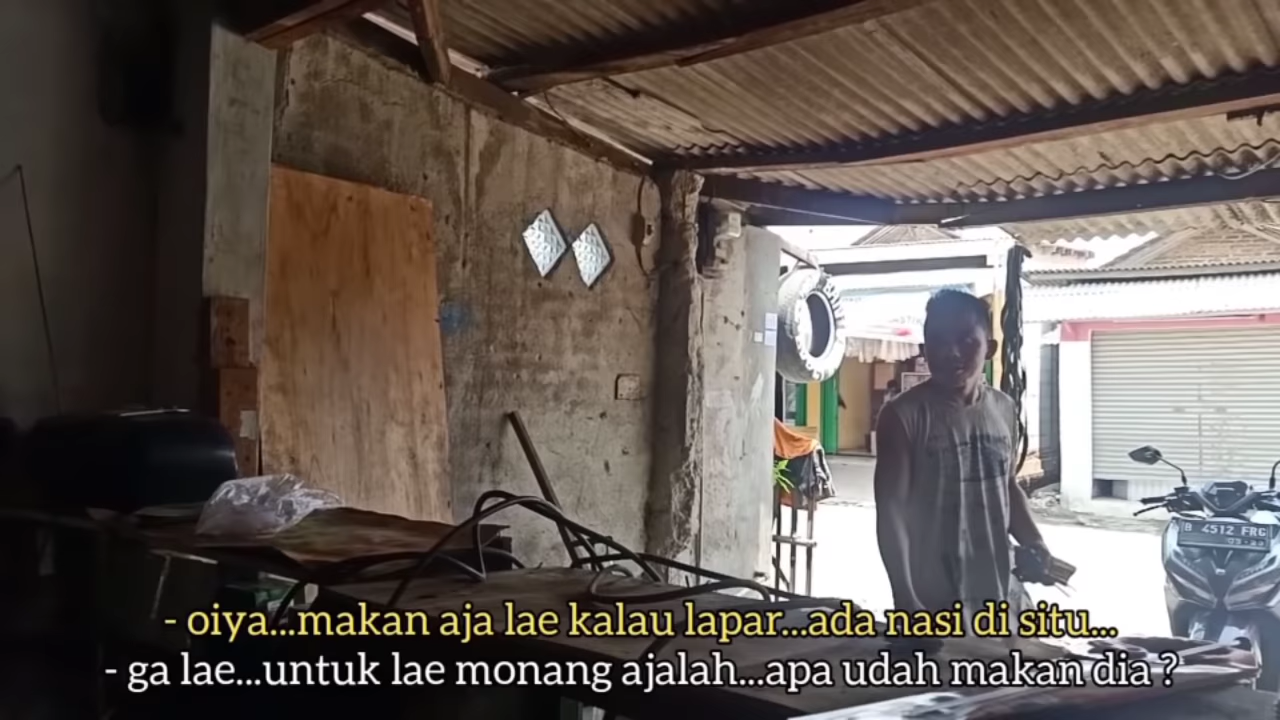 B 4512 FRG
- oiya...makan aja lae kalau lapar...ada nasi di situ...
- ga lae...untuk lae monang ajalah...apa udah makan dia ?